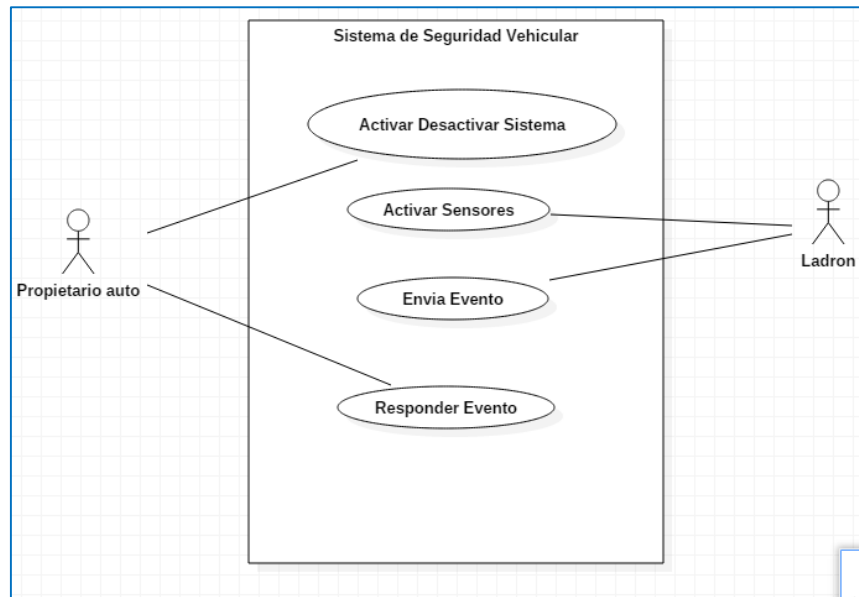 Sistema de Seguridad Vehicular
Activar Desactivar Sistema
Activar Sensores
Ladron
Propietario auto
Envia Evento
Responder Evento